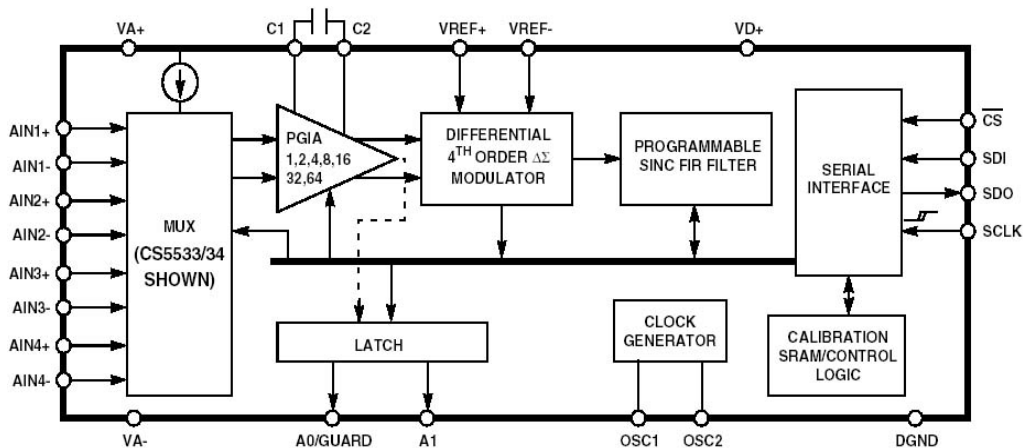 VA+
C1
C2
VREF+
VREF-
VD+
AIN1+
AIN1-
AIN2+
AIN2-
AIN3+
AIN3-
AIN4+
AIN4-
MUX
(CS5533/34
SHOWN)
PGIA
1,2,4,8,16
32,64
DIFFERENTIAL
4TH ORDER ΔΣ
MODULATOR
PROGRAMMABLE
SINC FIR FILTER
SERIAL
INTERFACE
CS
SDI
SDO
SCLK
LATCH
CLOCK
GENERATOR
CALIBRATION
SRAM/CONTROL
LOGIC
VA-
A0/GUARD
A1
OSC1
OSC2
DGND